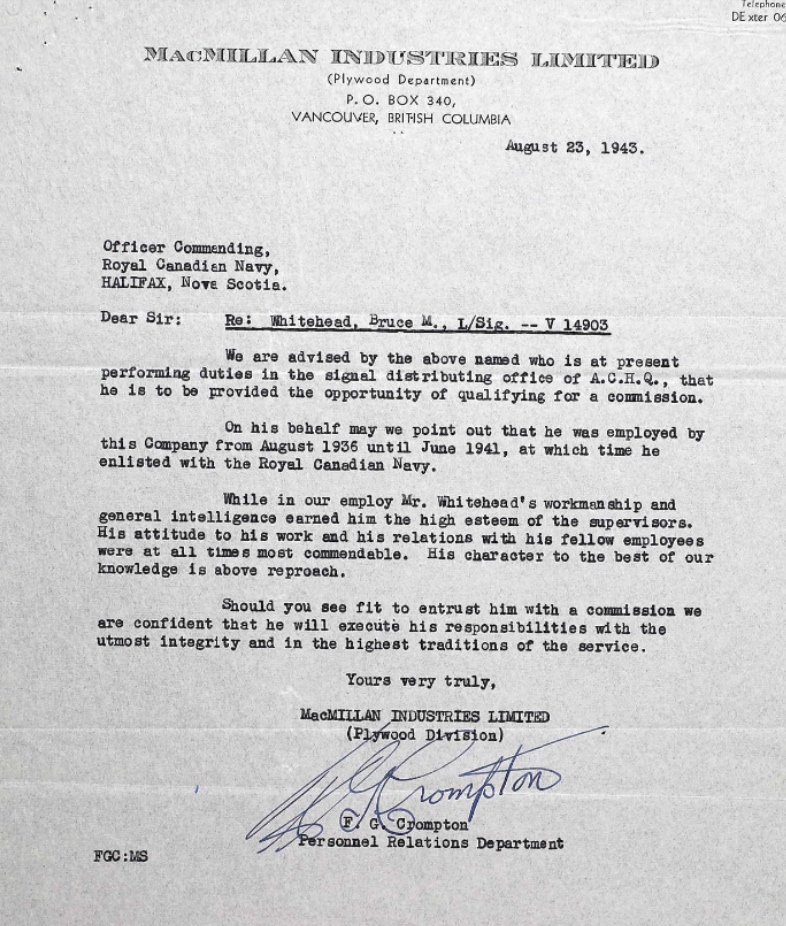 Telephone
DExter 06
MACMILLAN INDUSTRIES LIMITED
(Plywood Department)
P. O. BOX 340,
VANCOUVER, BRITISH COLUMBIA
August 23, 1943.
Officer Commanding,
Royal Canadian Navy,
HALIFAX, Nova Scotia.
Dear Sir: Re: Whitehead, Bruce M., L/Sig. -- V 14903
We are advised by the above named who is at present
performing duties in the signal distributing office of A.C.H.Q., that
he is to be provided the opportunity of qualifying for a commission.
On his behalf may we point out that he was employed by
this Company from August 1936 until June 1941, at which time he
enlisted with the Royal Canadian Navy.
While in our employ Mr. Whitehead's workmanship and
general intelligence earned him the high esteem of the supervisors.
His attitude to his work and his relations with his fellow employees
were at all times most commendable. His character to the best of our
knowledge is above reproach.
Should you see fit to entrust him with a commission we
are confident that he will execute his responsibilities with the
utmost integrity and in the highest traditions of the service.
Yours very truly,
MacMILLAN INDUSTRIES LIMITED
(Plywood Division)
F G Crompton
F. G. Crompton
Personnel Relations Department
FGC:MS